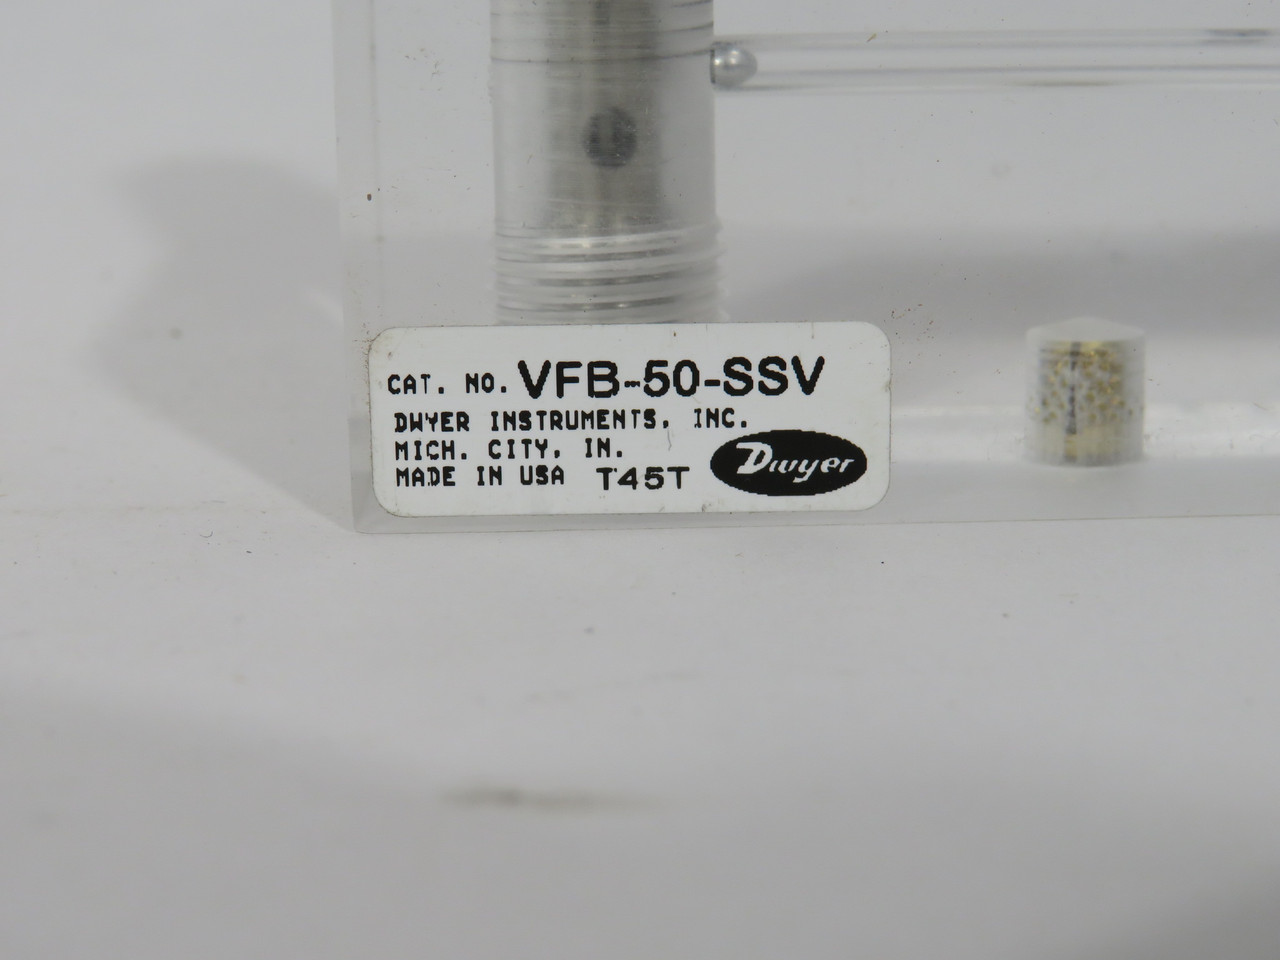 CAT. NO. VFB-50-SSV
DWYER INSTRUMENTS, INC.
MICH. CITY, IN.
MADE IN USA T45T
Dwyer